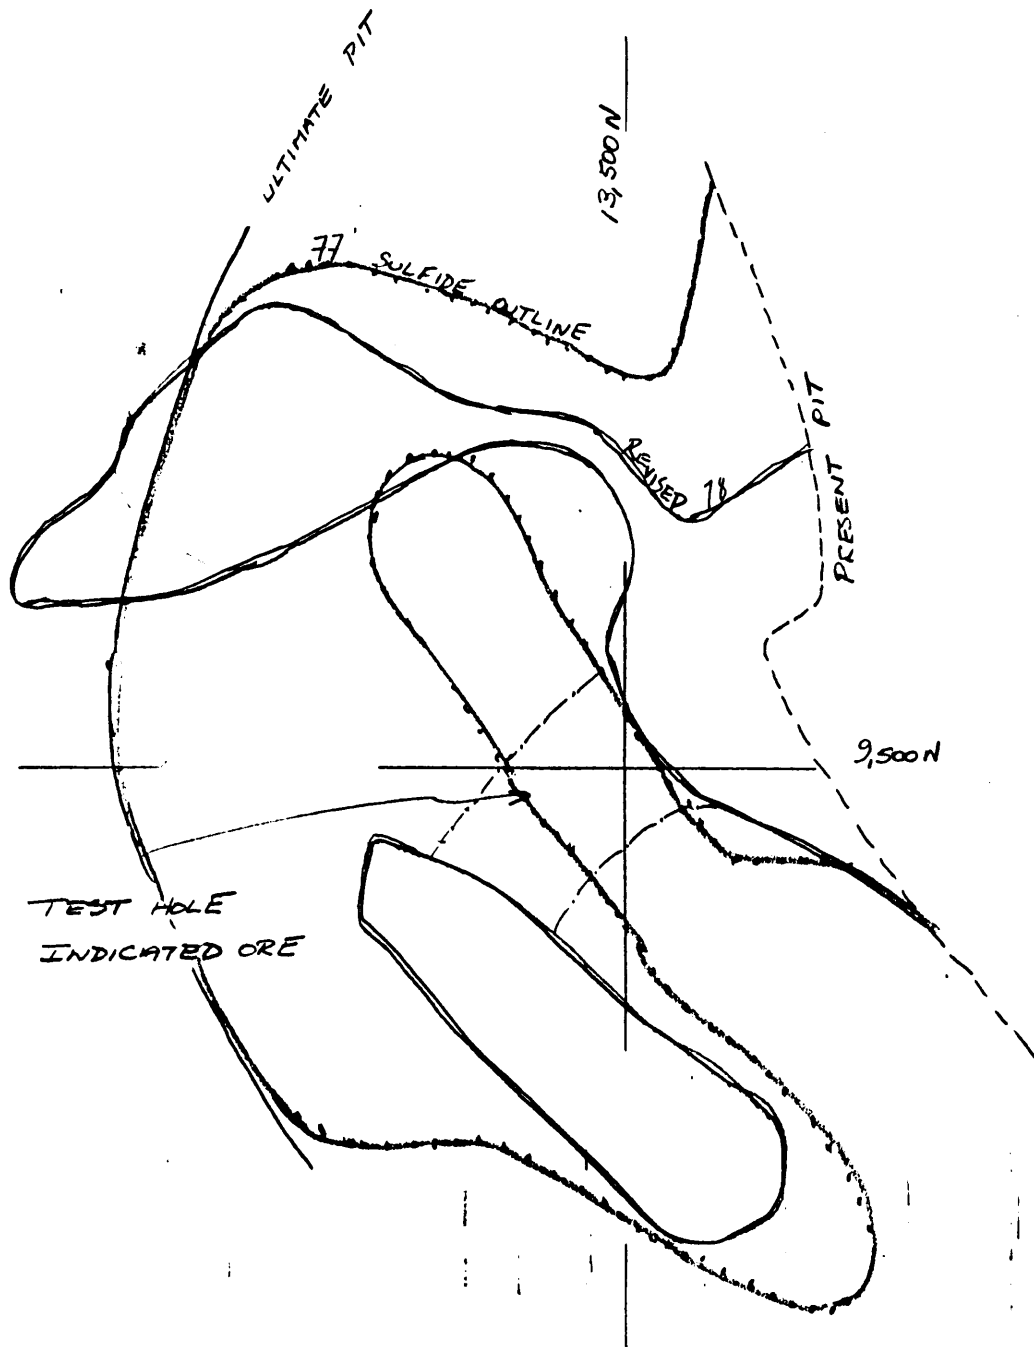 ULTIMATE PIT
13,500 N
77 SULFIDE OUTLINE
REVISED 78
PRESENT PIT
9,500 N
TEST HOLE
INDICATED ORE